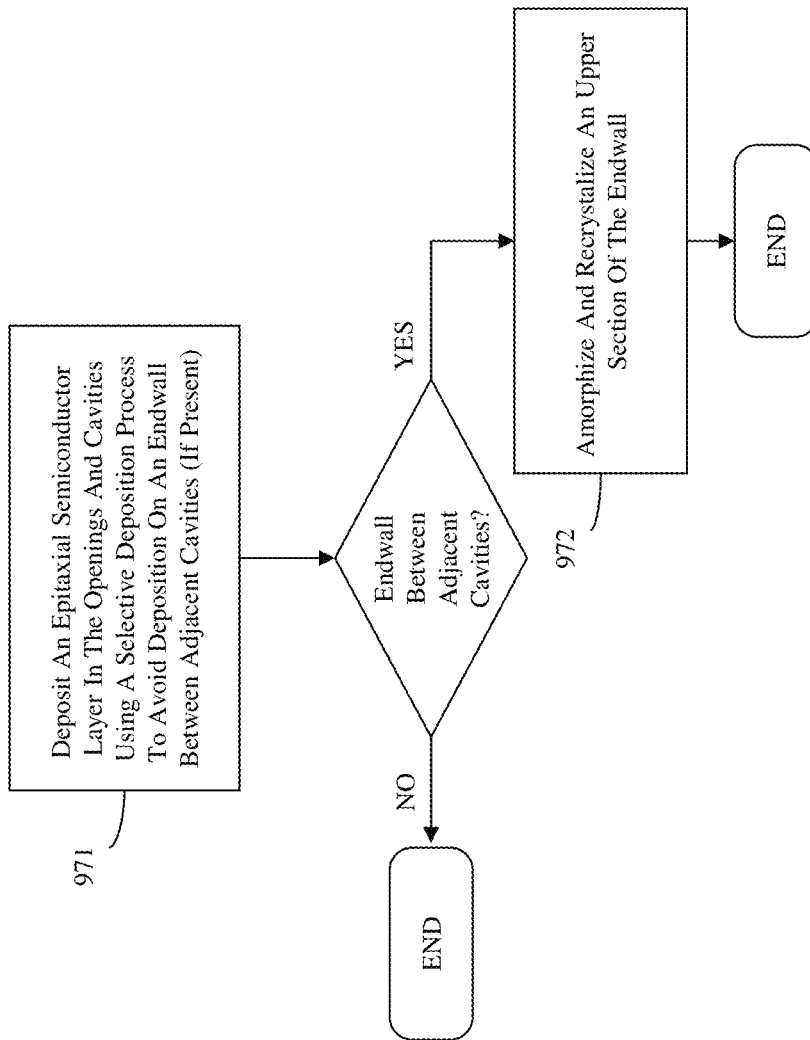 Deposit An Epitaxial Semiconductor
Layer In The Openings And Cavities
Using A Selective Deposition Process
To Avoid Deposition On An Endwall
Between Adjacent Cavities (If Present)
971
Endwall
Between
Adjacent
Cavities?
NO
YES
END
Amorphize And Recrystalize An Upper
Section Of The Endwall
972
END